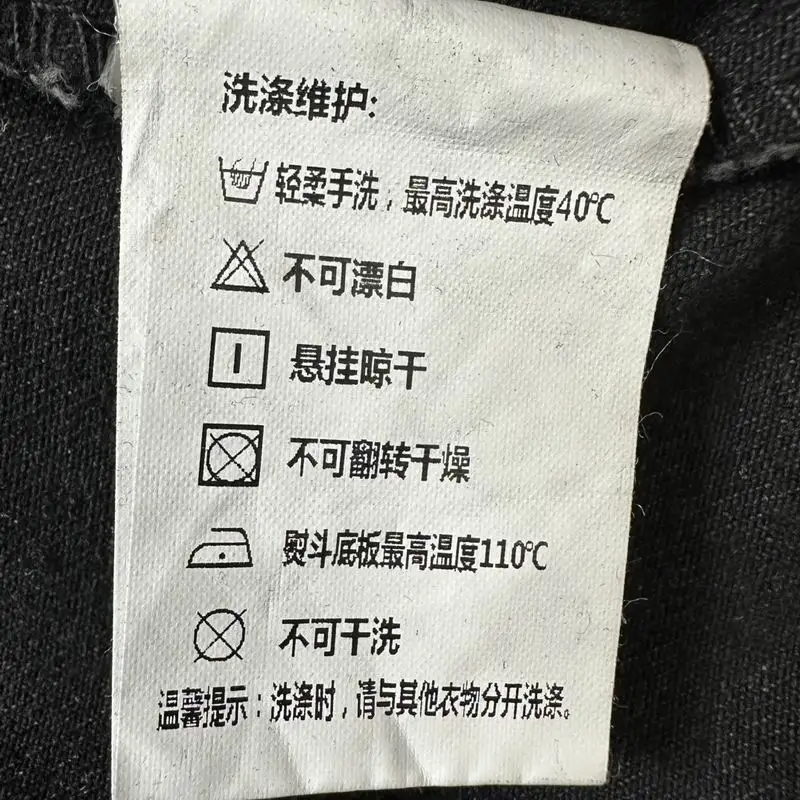 洗涤维护:
轻柔手洗，最高洗涤温度40℃
不可漂白
悬挂晾干
不可翻转干燥
熨斗底板最高温度110℃
不可干洗
温馨提示：洗涤时，请与其他衣物分开洗涤。